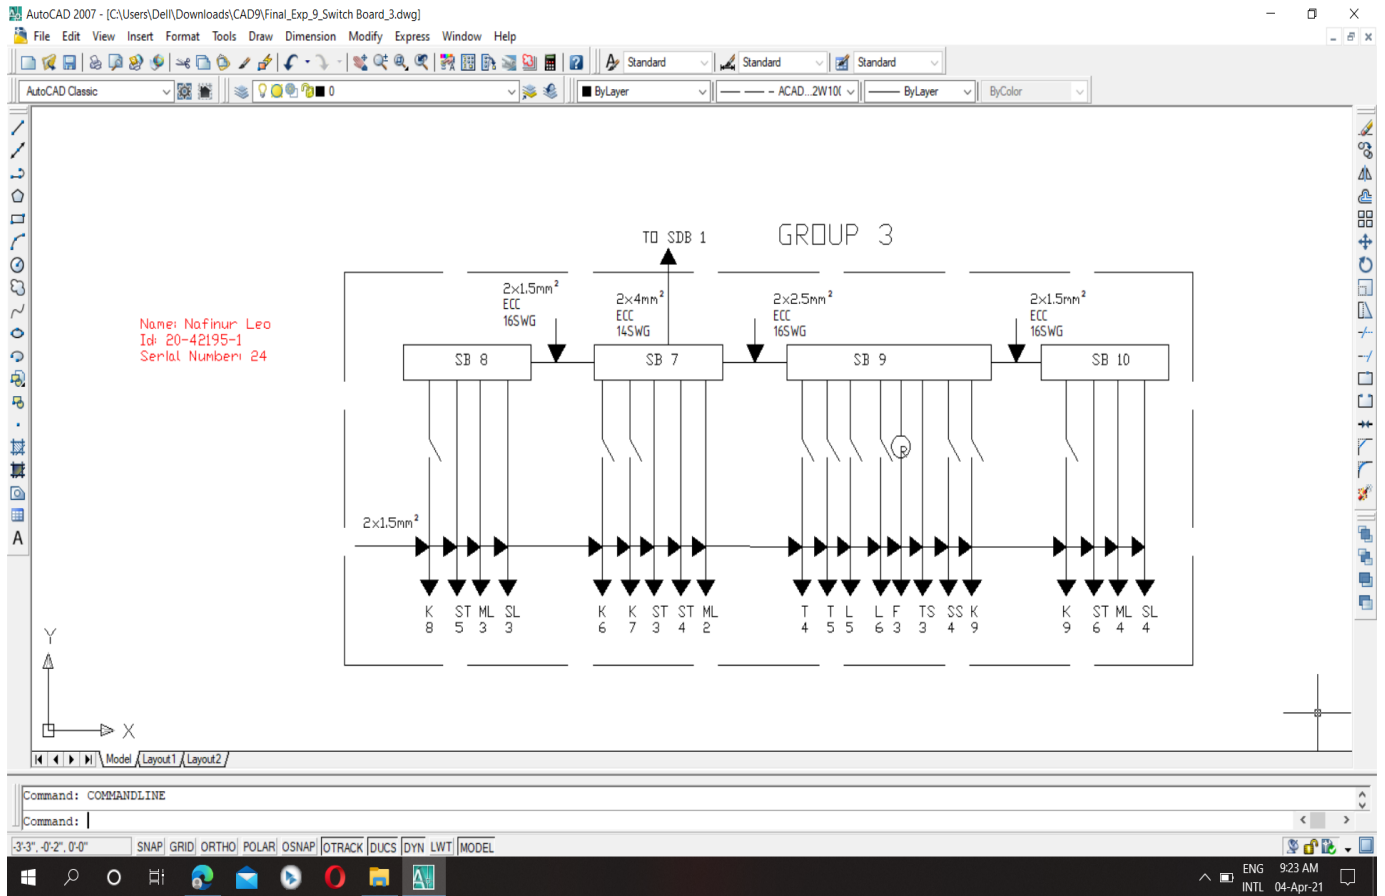 AutoCAD 2007 - [C:\Users\Dell\Downloads\CAD9\Final_Exp_9_Switch Board_3.dwg]
File Edit View Insert Format Tools Draw Dimension Modify Express Window Help
Standard Standard Standard
AutoCAD Classic 0 ByLayer ACAD...2W10( ByLayer ByColor
GROUP 3
TO SDB 1
2x1.5mm²
ECC
16SWG
2x4mm²
ECC
14SWG
2x2.5mm²
ECC
16SWG
2x1.5mm²
ECC
16SWG
Name: Nafinur Leo
Id: 20-42195-1
Serial Number: 24
SB 8 SB 7 SB 9 SB 10
R
2x1.5mm²
K ST ML SL K K ST ST ML T T L L F TS SS K K ST ML SL
8 5 3 3 6 7 3 4 2 4 5 5 6 3 3 4 9 9 6 4 4
Y
X
Model Layout1 Layout2
Command: COMMANDLINE
Command:
-3'-3", -0'-2", 0'-0" SNAP GRID ORTHO POLAR OSNAP OTRACK DUCS DYN LWT MODEL
ENG 9:23 AM
INTL 04-Apr-21